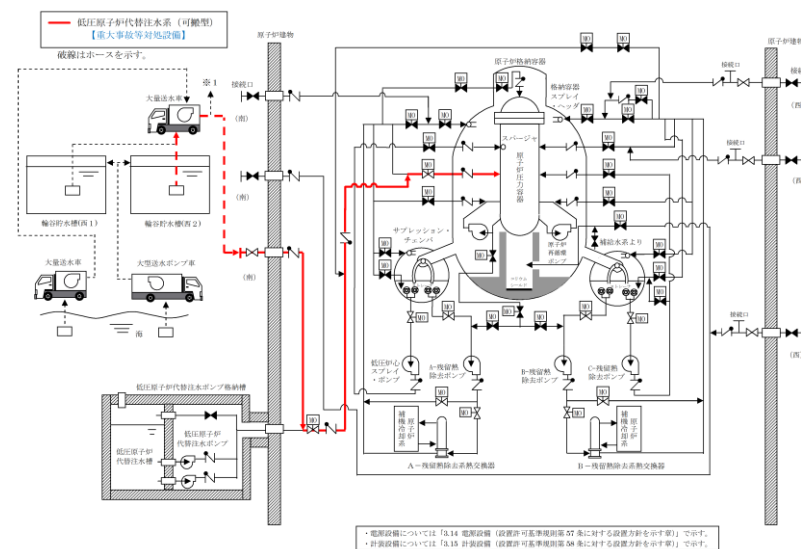 低圧原子炉代替注水系（可搬型）
【重大事故等対処設備】
破線はホースを示す。
原子炉建物
原子炉建物
※1
大量送水車
接続口
(南)
(南)
(南)
輪谷貯水槽(西1)
輪谷貯水槽(西2)
大量送水車
大型送水ポンプ車
海
原子炉格納容器
格納容器
スプレイ・
ヘッダ
スパージャ
原子炉圧力容器
サプレッション・
チェンバ
原子炉
再循環
ポンプ
補給水系より
コリウム
シールド
接続口
接続口
接続口
(西
(西
(西
MO
低圧炉心
スプレイ・
ポンプ
A-残留熱
除去ポンプ
B-残留熱
除去ポンプ
C-残留熱
除去ポンプ
原子炉
補機冷却系
原子炉
補機冷却系
A－残留熱除去系熱交換器
B－残留熱除去系熱交換器
低圧原子炉代替注水ポンプ格納槽
低圧原子炉
代替注水ポンプ
低圧原子炉
代替注水槽
・電源設備については「3.14 電源設備（設置許可基準規則第57条に対する設置方針を示す章）」で示す。
・計装設備については「3.15 計装設備（設置許可基準規則第58条に対する設置方針を示す章）」で示す。